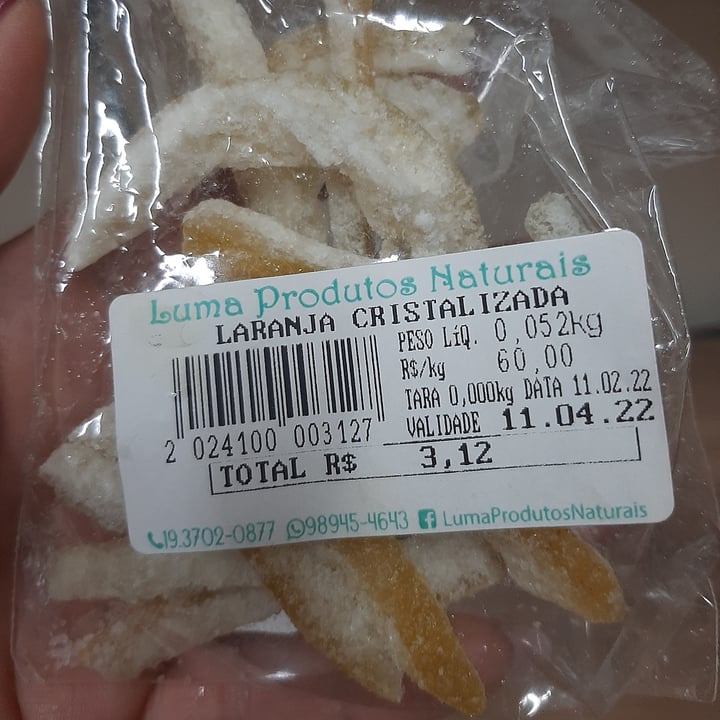 Luma Produtos Naturais
LARANJA CRISTALIZADA
PESO LíQ. 0,052kg
R$/kg 60,00
TARA 0,000kg DATA 11.02.22
VALIDADE 11.04.22
2 024100 003127
TOTAL R$ 3,12
19.3702-0877 98945-4643 LumaProdutosNaturais